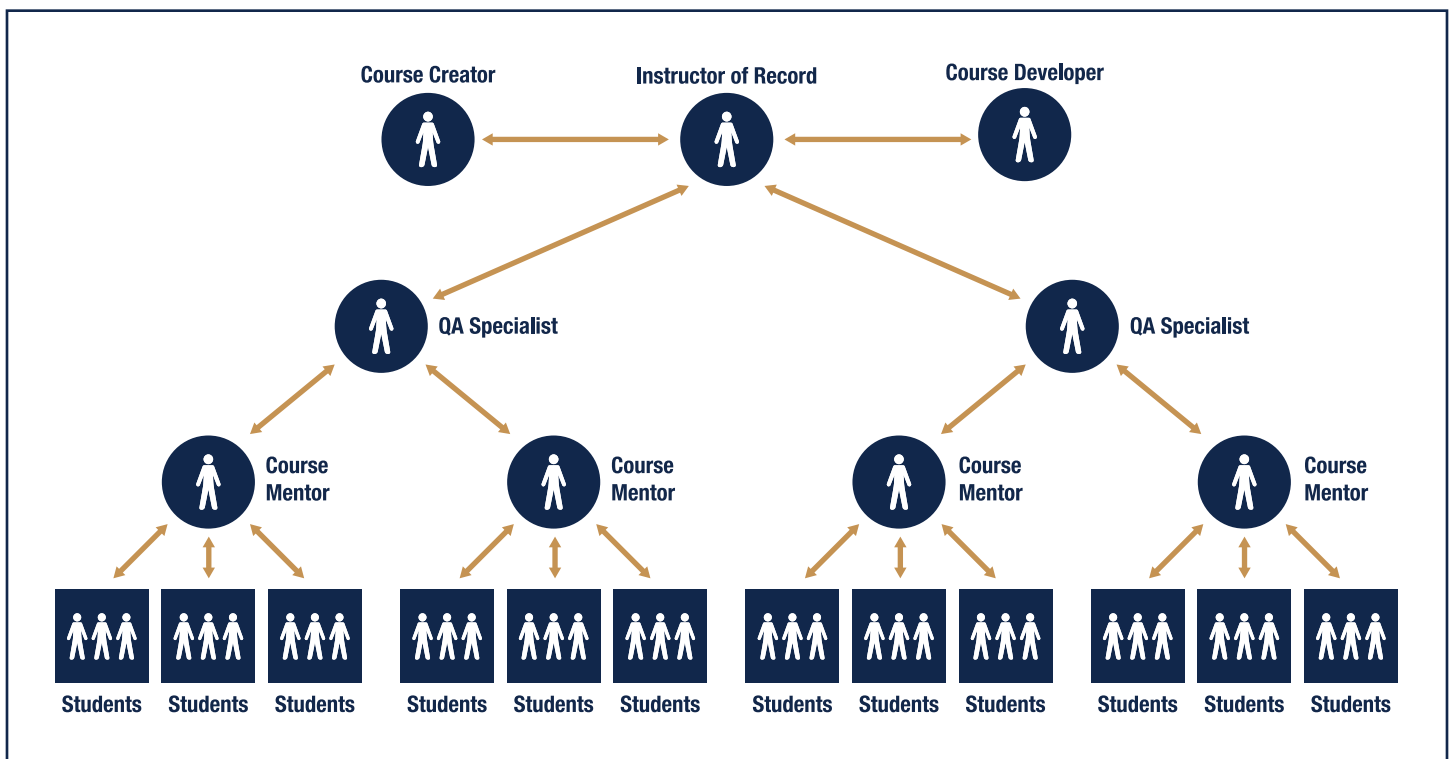 Course Creator
Instructor of Record
Course Developer
QA Specialist
QA Specialist
Course
Mentor
Course
Mentor
Course
Mentor
Course
Mentor
Students
Students
Students
Students
Students
Students
Students
Students
Students
Students
Students
Students